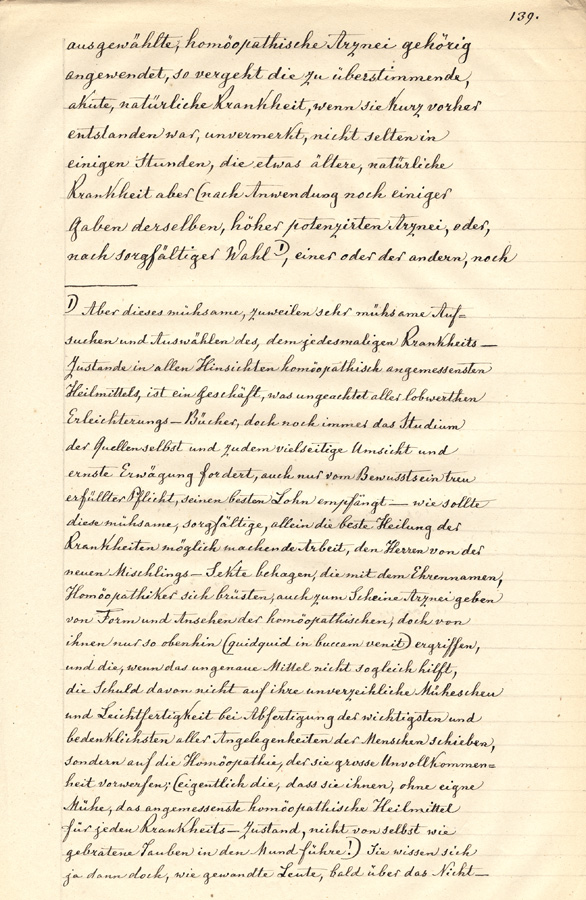 139.
ausgewählte, homöopathische Arznei gehörig
angewendet, so vergeht die zu überstimmende,
akute, natürliche Krankheit, wenn sie kurz vorher
entstanden war, unvermerkt, nicht selten in
einigen Stunden, die etwas ältere, natürliche
Krankheit aber (nach Anwendung noch einiger
Gaben derselben, höher potenzirten Arznei, oder,
nach sorgfältiger Wahl 1), einer oder der andern, noch
1) Aber dieses mühsame, zuweilen sehr mühsame Auf=
suchen und Auswählen des, dem jedesmaligen Krankheits—
Zustande in allen Hinsichten homöopathisch angemessensten
Heilmittels, ist ein Geschäft, was ungeachtet aller lobwerthen
Erleichterungs—Bücher, doch noch immer das Studium
der Quellen selbst und zudem vielseitige Umsicht und
ernste Erwägung fordert, auch nur vom Bewusstsein treu
erfüllter Pflicht, seinen besten Lohn empfängt — wie sollte
diese mühsame, sorgfältige, allein die beste Heilung der
Krankheiten möglich machende Arbeit, den Herren von der
neuen Mischlings—Sekte behagen, die mit dem Ehrennamen,
Homöopathiker sich brüsten, auch zum Scheine Arznei geben
von Form und Ansehen der homöopathischen, doch von
ihnen nur so obenhin (quidquid in buccam venit) ergriffen,
und die, wenn das ungenaue Mittel nicht sogleich hilft,
die Schuld davon nicht auf ihre unverzeihliche Mühescheu
und Leichtfertigkeit bei Abfertigung der wichtigsten und
bedenklichsten aller Angelegenheiten der Menschen schieben,
sondern auf die Homöopathie, der sie grosse Unvollkommen=
heit vorwerfen; (eigentlich die, dass sie ihnen, ohne eigne
Mühe, das angemessenste homöopathische Heilmittel
für jeden Krankheits—Zustand, nicht von selbst wie
gebratene Tauben in den Mund führe!) Sie wissen sich
ja dann doch, wie gewandte Leute, bald über das Nicht—